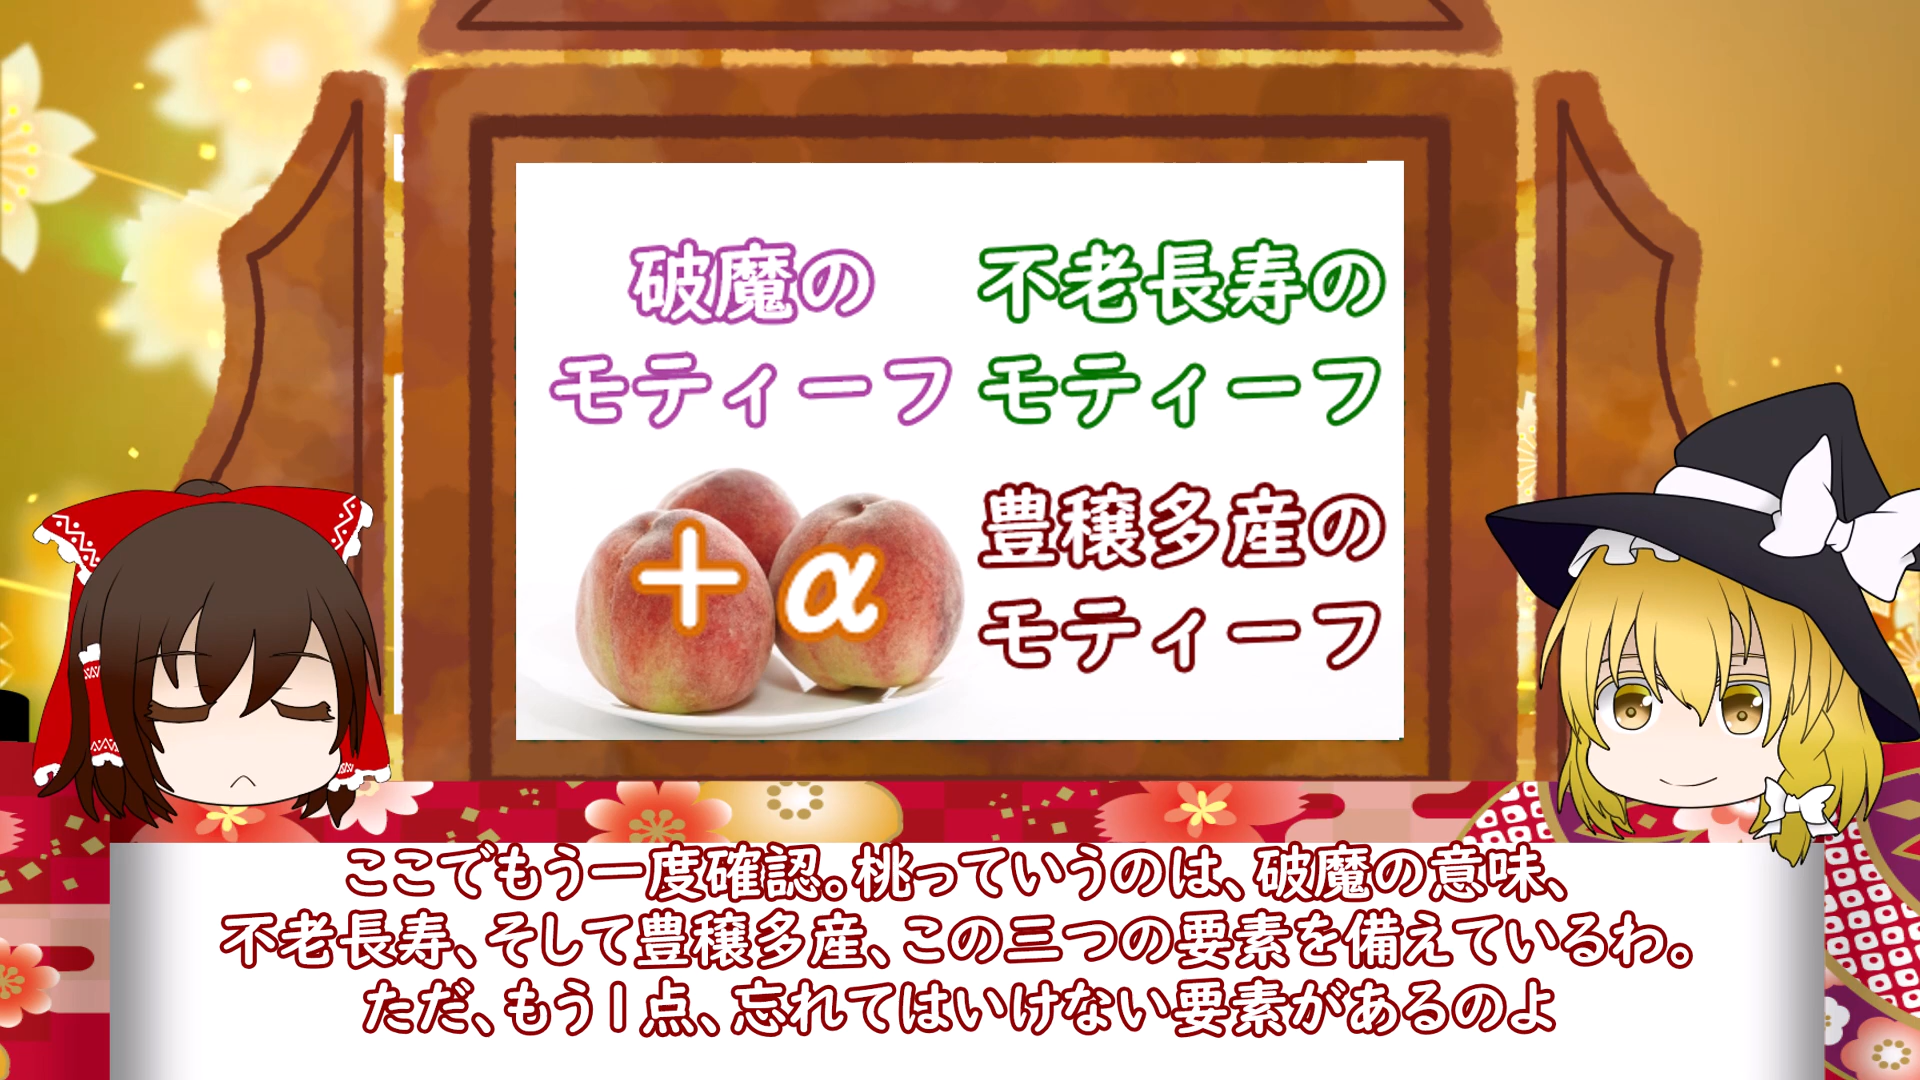 破魔の
モティーフ
不老長寿の
モティーフ
+α
豊穣多産の
モティーフ
ここでもう一度確認。桃っていうのは、破魔の意味、
不老長寿、そして豊穣多産、この三つの要素を備えているわ。
ただ、もう1点、忘れてはいけない要素があるのよ